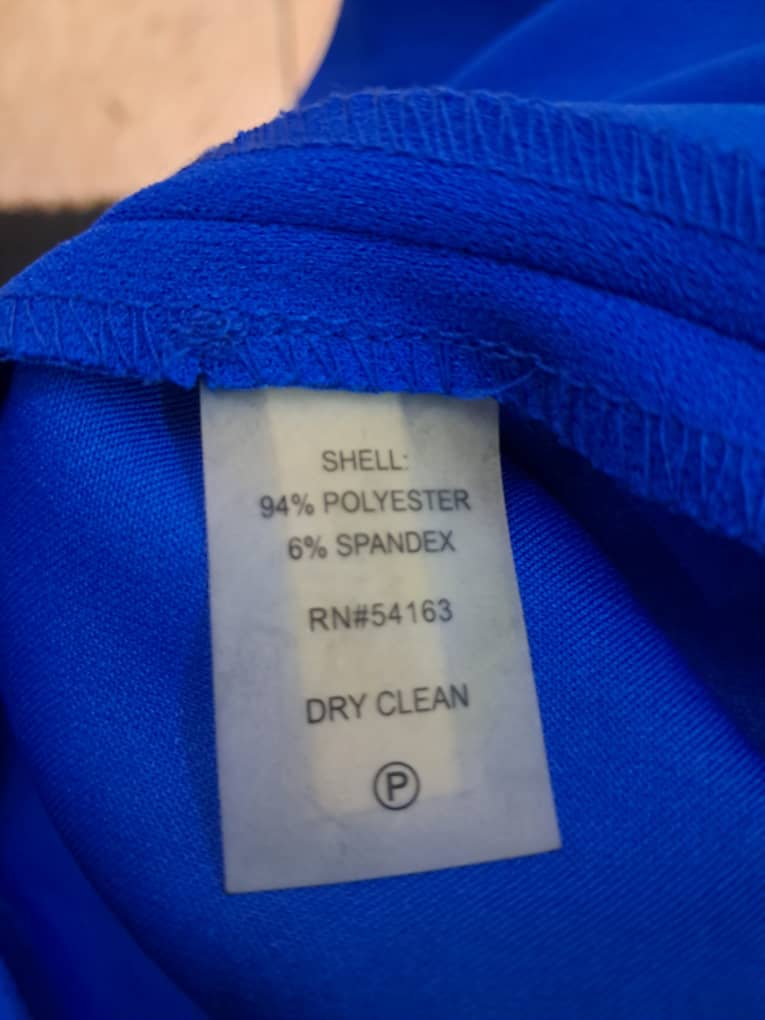 SHELL:
94% POLYESTER
6% SPANDEX
RN#54163
DRY CLEAN
P